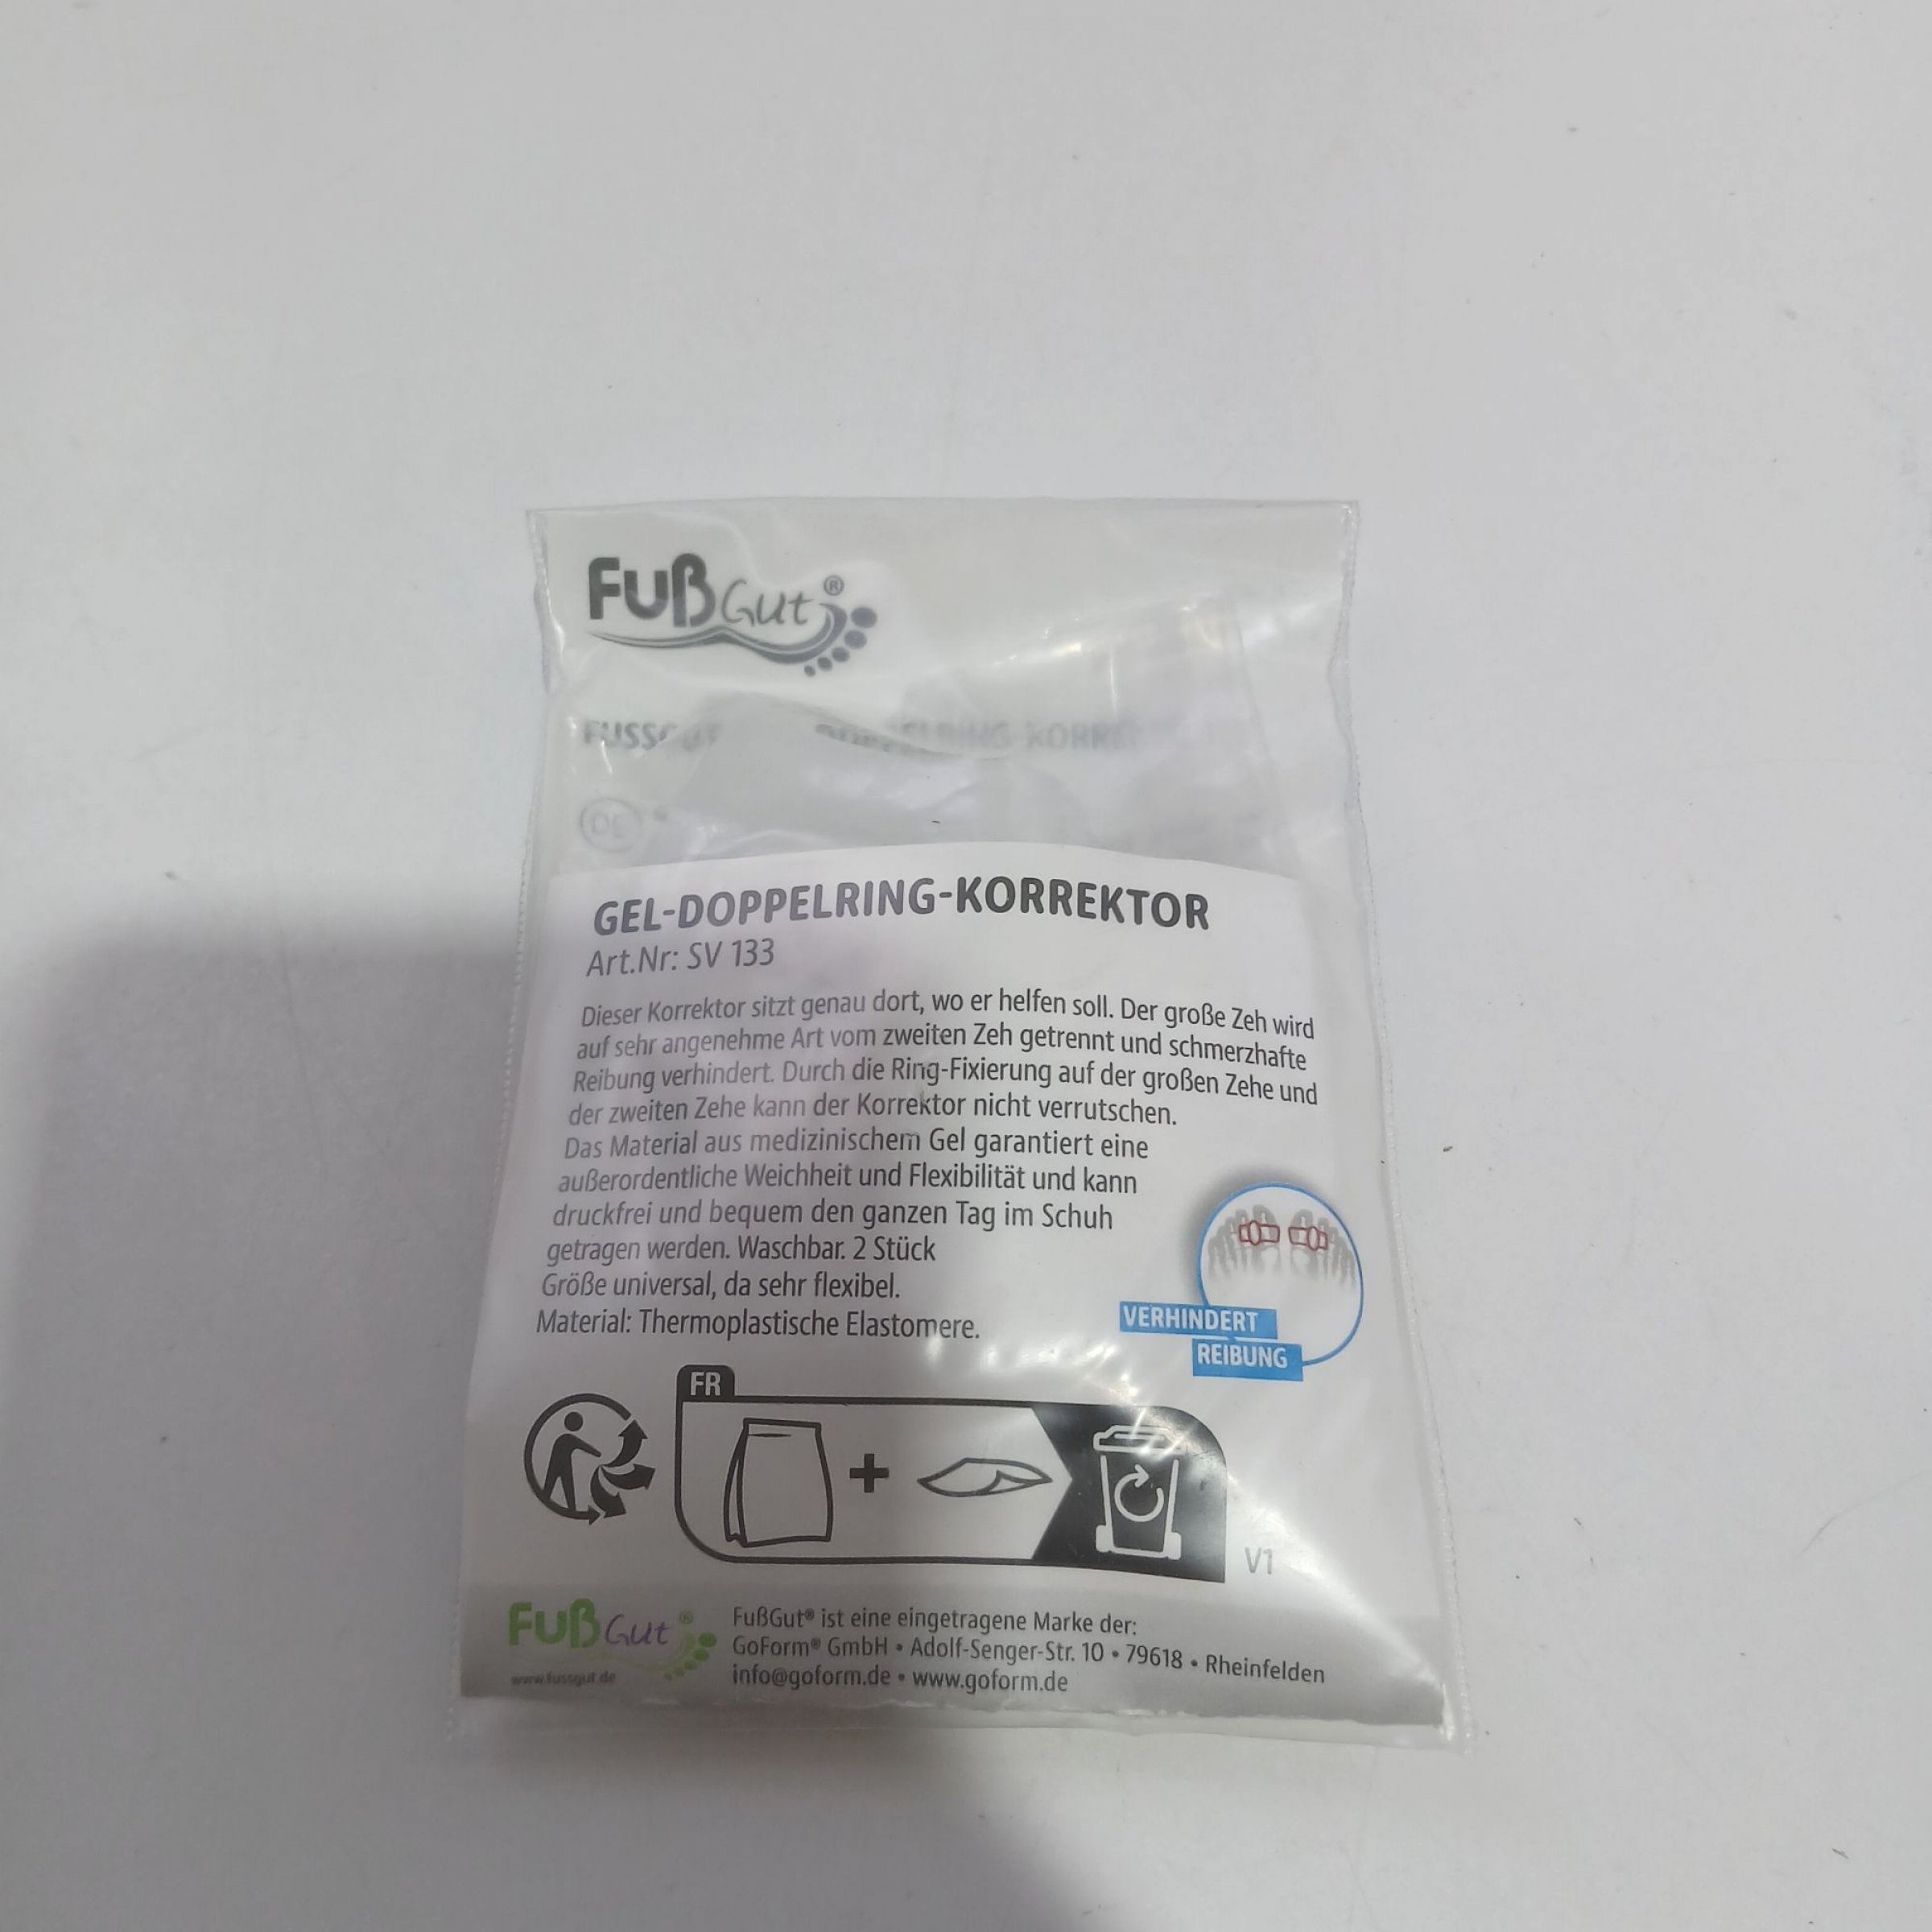 FußGut®
GEL-DOPPELRING-KORREKTOR
Art.Nr: SV 133
Dieser Korrektor sitzt genau dort, wo er helfen soll. Der große Zeh wird
auf sehr angenehme Art vom zweiten Zeh getrennt und schmerzhafte
Reibung verhindert. Durch die Ring-Fixierung auf der großen Zehe und
der zweiten Zehe kann der Korrektor nicht verrutschen.
Das Material aus medizinischem Gel garantiert eine
außerordentliche Weichheit und Flexibilität und kann
druckfrei und bequem den ganzen Tag im Schuh
getragen werden. Waschbar. 2 Stück
Größe universal, da sehr flexibel.
Material: Thermoplastische Elastomere.
VERHINDERT
REIBUNG
FR
V1
FußGut®
www.fussgut.de
FußGut® ist eine eingetragene Marke der:
GoForm® GmbH • Adolf-Senger-Str. 10 • 79618 • Rheinfelden
info@goform.de • www.goform.de